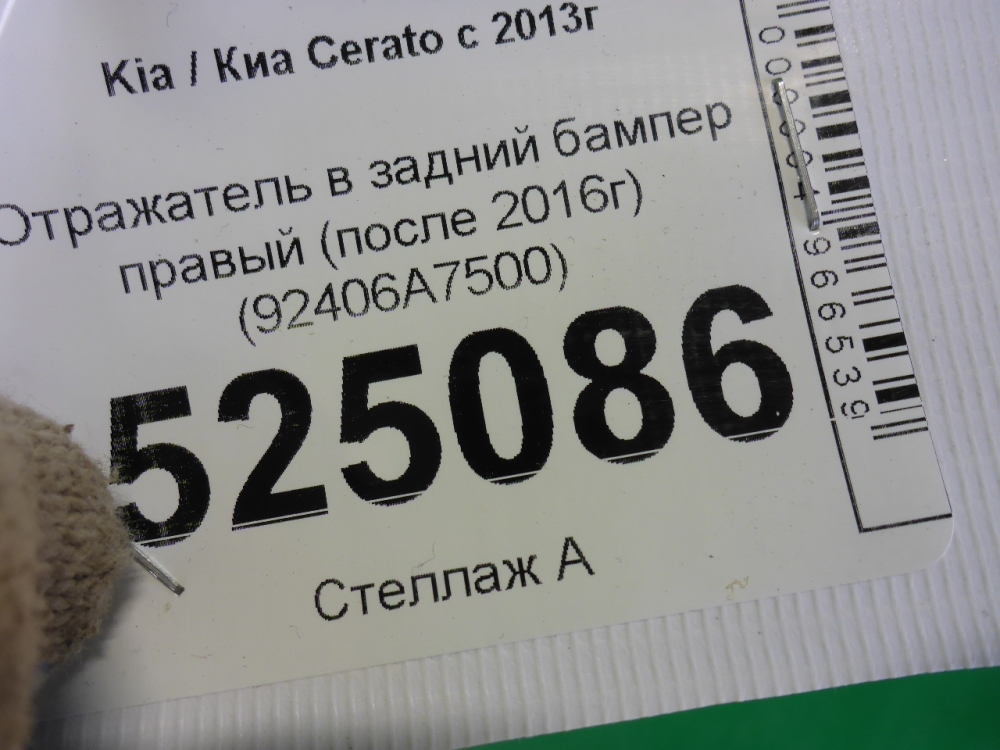 Kia / Киа Cerato с 2013г
Отражатель в задний бампер
правый (после 2016г)
(92406A7500)
525086
Стеллаж А